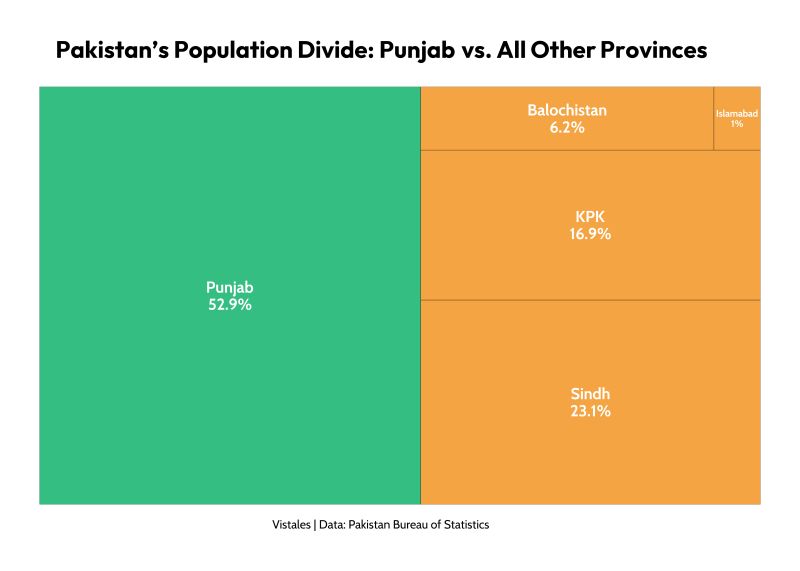 Pakistan’s Population Divide: Punjab vs. All Other Provinces
Punjab
52.9%
Balochistan
6.2%
Islamabad
1%
KPK
16.9%
Sindh
23.1%
Vistales | Data: Pakistan Bureau of Statistics